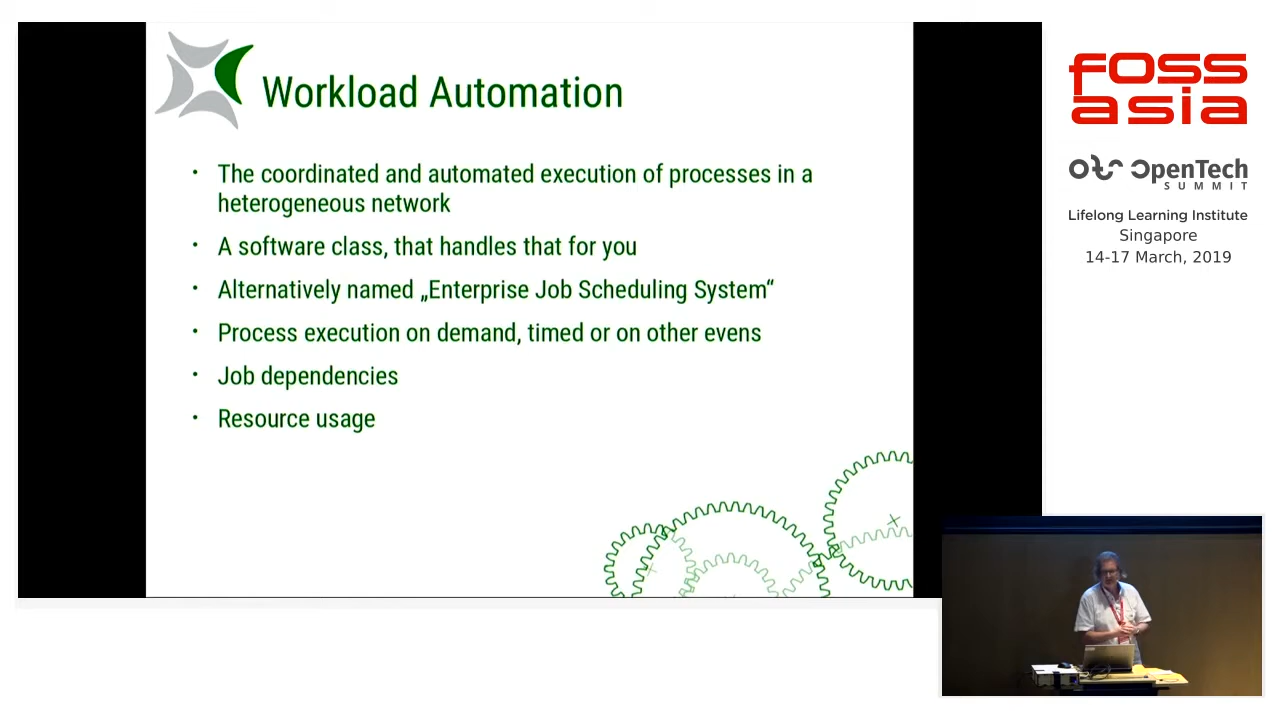 Workload Automation
· The coordinated and automated execution of processes in a
heterogeneous network
· A software class, that handles that for you
· Alternatively named „Enterprise Job Scheduling System“
· Process execution on demand, timed or on other evens
· Job dependencies
· Resource usage
FOSS
asia
OpenTech
SUMMIT
Lifelong Learning Institute
Singapore
14-17 March, 2019